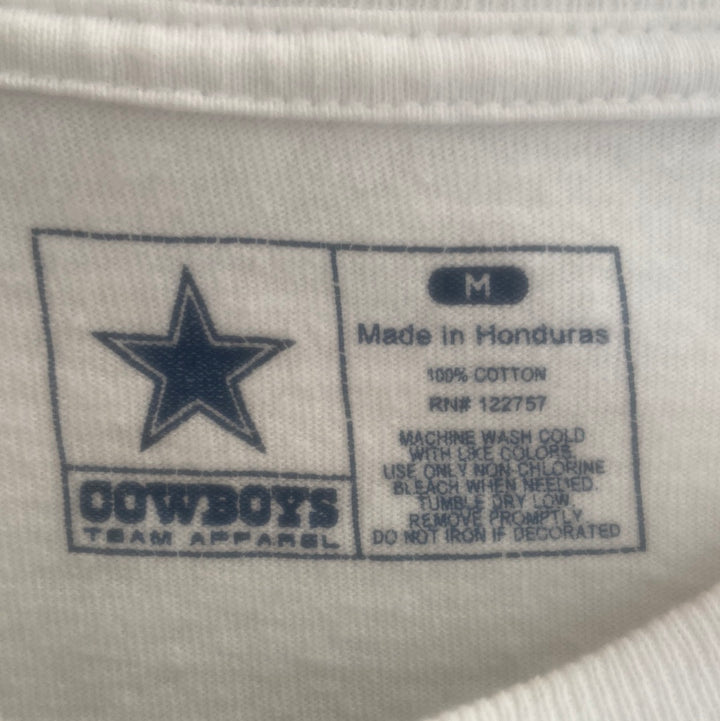 COWBOYS
TEAM APPAREL
M
Made in Honduras
100% COTTON
RN# 122757
MACHINE WASH COLD
WITH LIKE COLORS.
USE ONLY NON-CHLORINE
BLEACH WHEN NEEDED.
TUMBLE DRY LOW.
REMOVE PROMPTLY
DO NOT IRON IF DECORATED